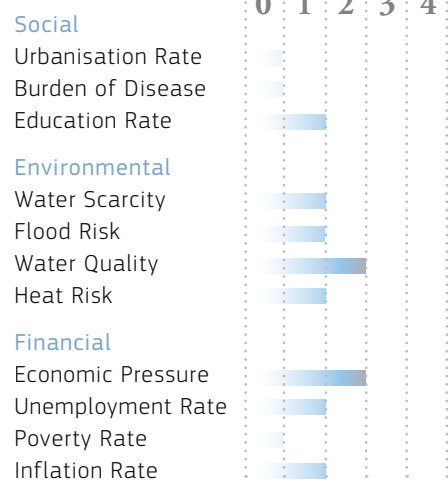 0 1 2 3 4
Social
Urbanisation Rate
Burden of Disease
Education Rate
Environmental
Water Scarcity
Flood Risk
Water Quality
Heat Risk
Financial
Economic Pressure
Unemployment Rate
Poverty Rate
Inflation Rate